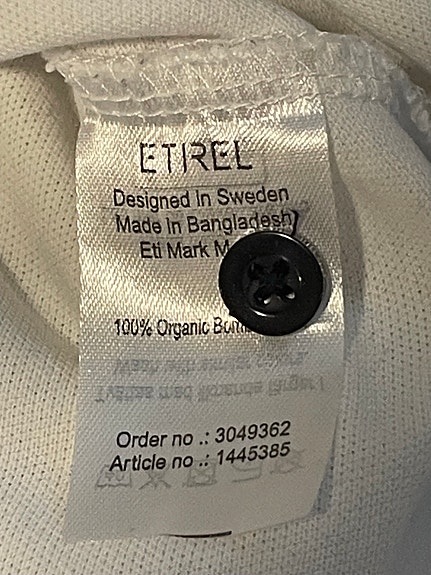 ETIREL
Designed in Sweden
Made in Bangladesh
Eti Mark
100% Organic
Order no .: 3049362
Article no .: 1445385